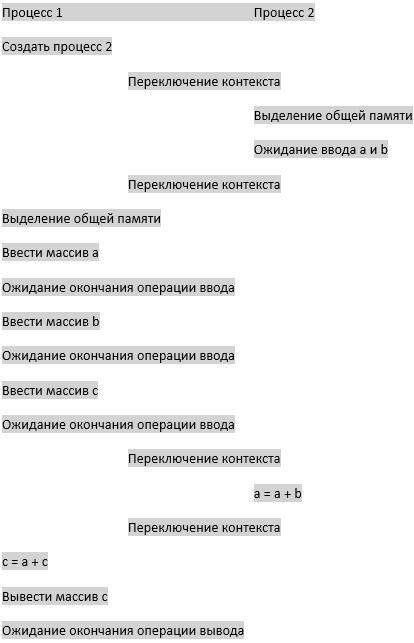 Процесс 1 Процесс 2
Создать процесс 2
Переключение контекста
Выделение общей памяти
Ожидание ввода a и b
Переключение контекста
Выделение общей памяти
Ввести массив a
Ожидание окончания операции ввода
Ввести массив b
Ожидание окончания операции ввода
Ввести массив c
Ожидание окончания операции ввода
Переключение контекста
a = a + b
Переключение контекста
c = a + c
Вывести массив c
Ожидание окончания операции вывода